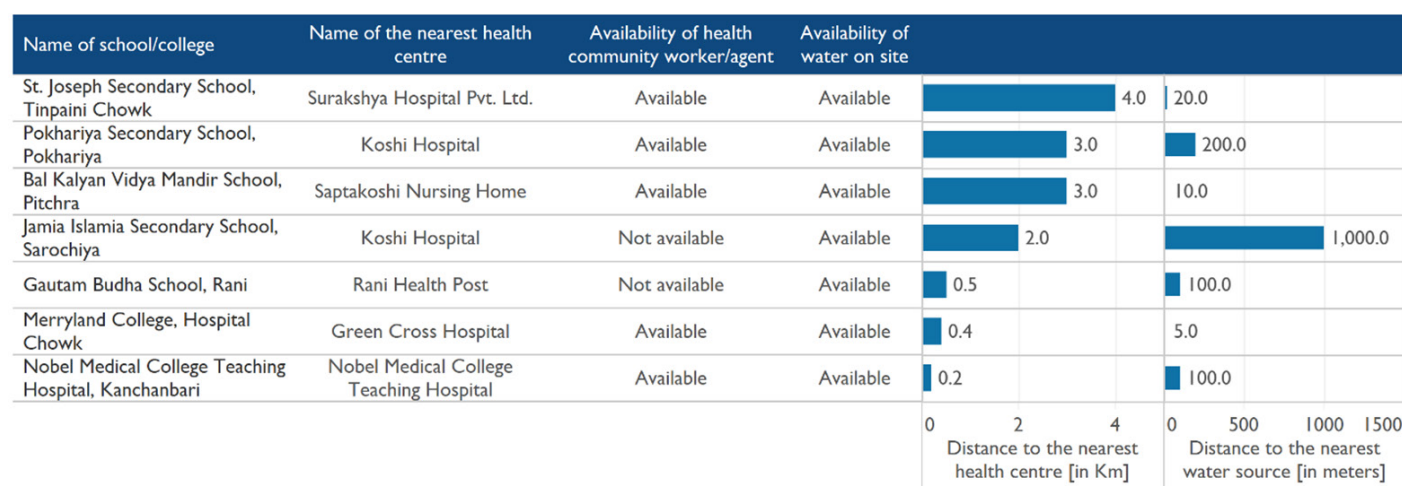 Name of school/college
Name of the nearest health
centre
Availability of health
community worker/agent
Availability of
water on site
St. Joseph Secondary School,
Tinpaini Chowk
Surakshya Hospital Pvt. Ltd.
Available
Available
4.0
20.0
Pokhariya Secondary School,
Pokhariya
Koshi Hospital
Available
Available
3.0
200.0
Bal Kalyan Vidya Mandir School,
Pitchra
Saptakoshi Nursing Home
Available
Available
3.0
10.0
Jamia Islamia Secondary School,
Sarochiya
Koshi Hospital
Not available
Available
2.0
1,000.0
Gautam Budha School, Rani
Rani Health Post
Not available
Available
0.5
100.0
Merryland College, Hospital
Chowk
Green Cross Hospital
Available
Available
0.4
5.0
Nobel Medical College Teaching
Hospital, Kanchanbari
Nobel Medical College
Teaching Hospital
Available
Available
0.2
100.0
0 2 4
Distance to the nearest
health centre [in Km]
0 500 1000 1500
Distance to the nearest
water source [in meters]